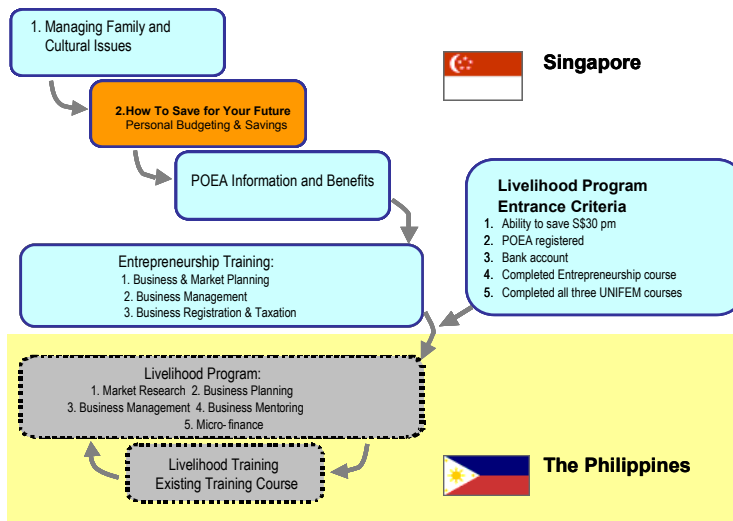 1. Managing Family and
Cultural Issues
Singapore
2.How To Save for Your Future
Personal Budgeting & Savings
POEA Information and Benefits
Livelihood Program
Entrance Criteria
1. Ability to save S$30 pm
2. POEA registered
3. Bank account
4. Completed Entrepreneurship course
5. Completed all three UNIFEM courses
Entrepreneurship Training:
1. Business & Market Planning
2. Business Management
3. Business Registration & Taxation
Livelihood Program:
1. Market Research 2. Business Planning
3. Business Management 4. Business Mentoring
5. Micro- finance
Livelihood Training
Existing Training Course
The Philippines